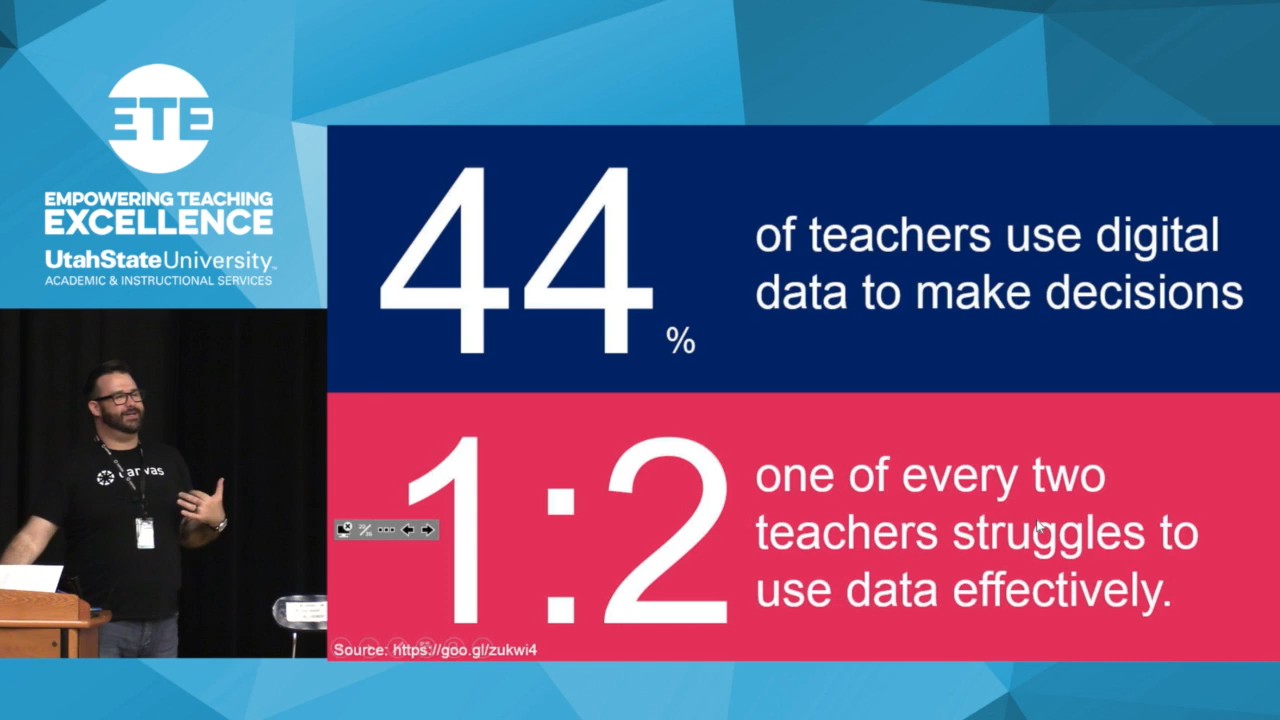 ETE
EMPOWERING TEACHING
EXCELLENCE
UtahStateUniversity
ACADEMIC & INSTRUCTIONAL SERVICES
44 %
of teachers use digital
data to make decisions
canvas
1:2
one of every two
teachers struggles to
use data effectively.
Source: https://goo.gl/zukwi4